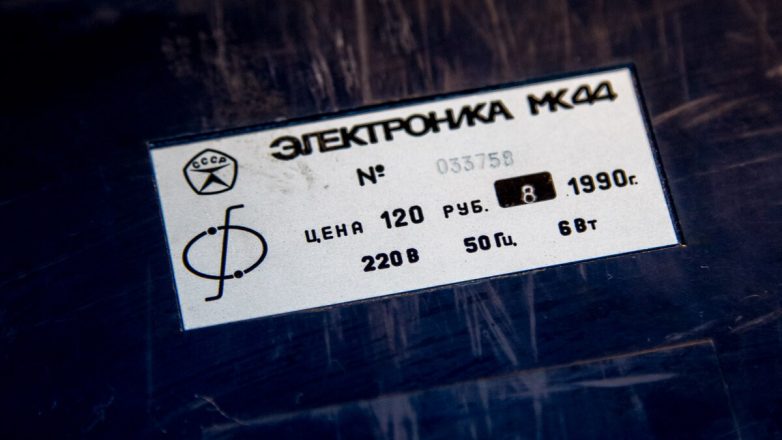 ЭЛЕКТРОНИКА МК44
СССР
№ 033758
ЦЕНА 120 РУБ. 8 1990г.
220В 50Гц, 6Вт